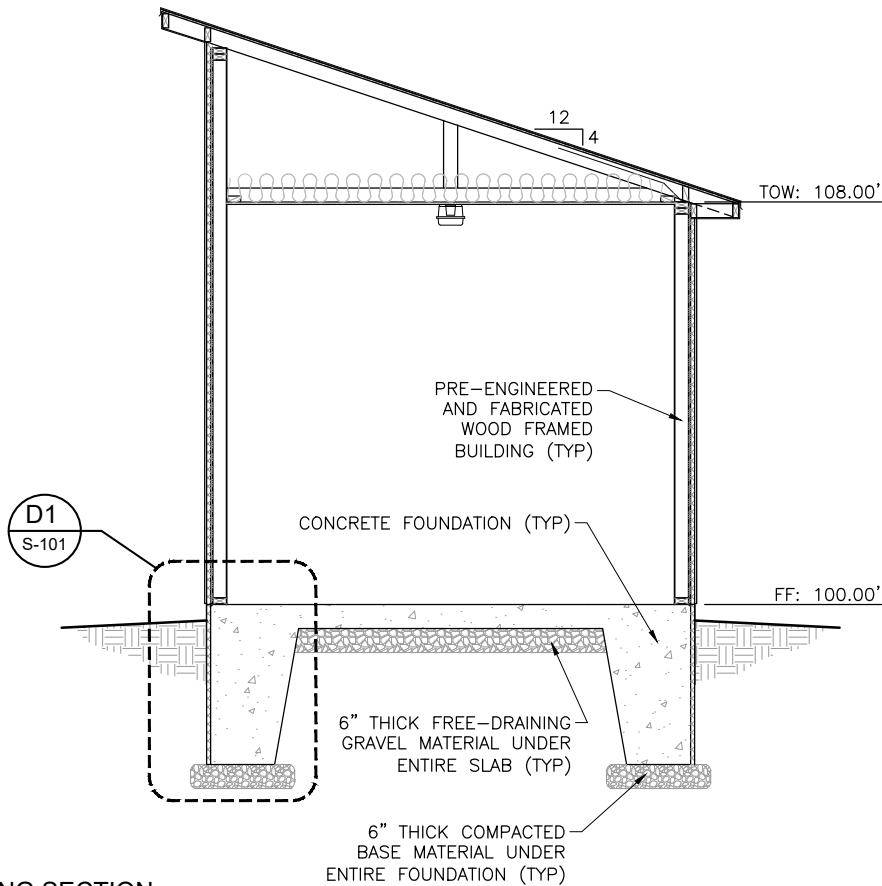 12
4
TOW: 108.00'
PRE-ENGINEERED
AND FABRICATED
WOOD FRAMED
BUILDING (TYP)
D1
S-101
CONCRETE FOUNDATION (TYP)
FF: 100.00'
6" THICK FREE-DRAINING
GRAVEL MATERIAL UNDER
ENTIRE SLAB (TYP)
6" THICK COMPACTED
BASE MATERIAL UNDER
ENTIRE FOUNDATION (TYP)
NG SECTION